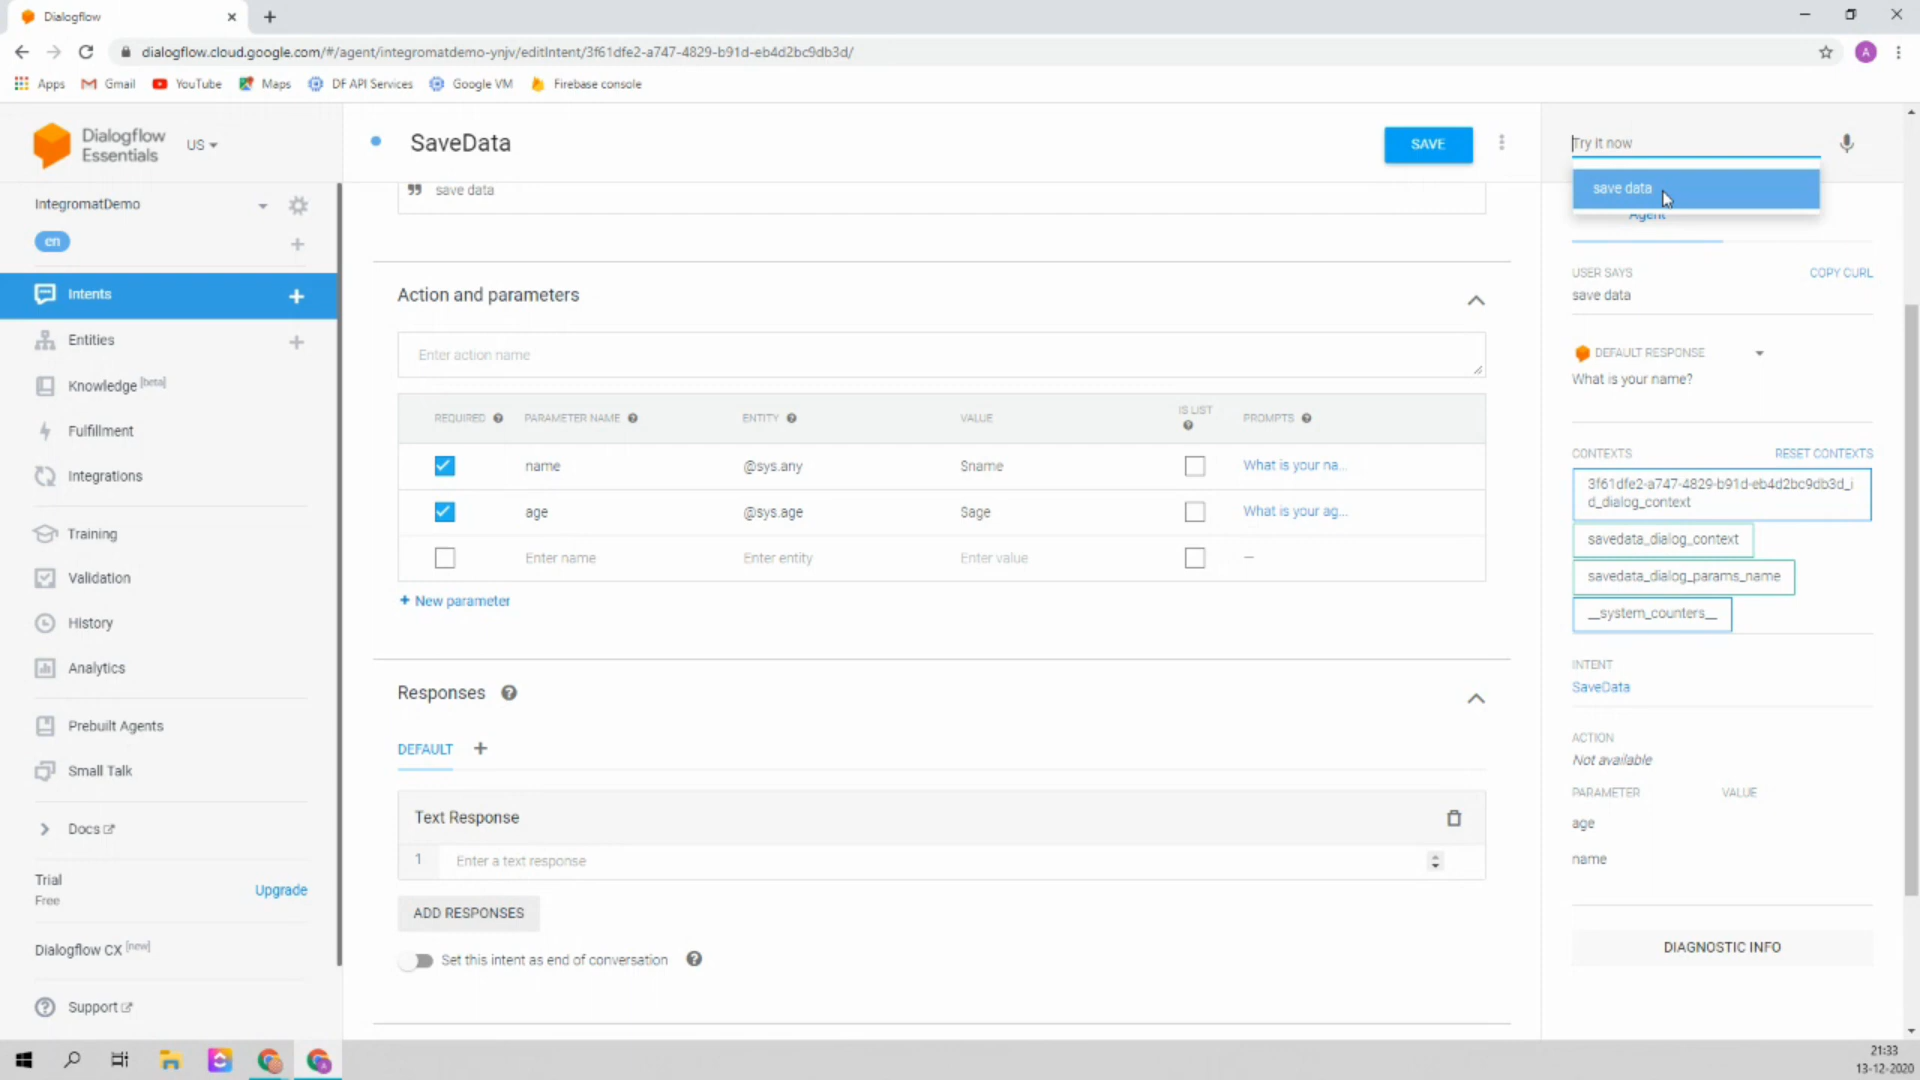 Dialogflow
dialogflow.cloud.google.com/#/agent/integromatdemo-ynjv/editIntent/3f61dfe2-a747-4829-b91d-eb4d2bc9db3d/
A
Apps
Gmail
YouTube
Maps
DF API Services
Google VM
Firebase console
Dialogflow
Essentials
US
IntegromatDemo
en
Intents
Entities
Knowledge [beta]
Fulfillment
Integrations
Training
Validation
History
Analytics
Prebuilt Agents
Small Talk
Docs
Trial
Free
Upgrade
Dialogflow CX [new]
Support
SaveData
SAVE
save data
Action and parameters
Enter action name
REQUIRED
PARAMETER NAME
ENTITY
VALUE
IS LIST
PROMPTS
name @sys.any $name What is your na...
age @sys.age $age What is your ag...
Enter name Enter entity Enter value —
+ New parameter
Responses
DEFAULT
Text Response
1 Enter a text response
ADD RESPONSES
Set this intent as end of conversation
Try it now
save data
Agent
USER SAYS COPY CURL
save data
DEFAULT RESPONSE
What is your name?
CONTEXTS RESET CONTEXTS
3f61dfe2-a747-4829-b91d-eb4d2bc9db3d_i
d_dialog_context
savedata_dialog_context
savedata_dialog_params_name
__system_counters__
INTENT
SaveData
ACTION
Not available
PARAMETER VALUE
age
name
DIAGNOSTIC INFO
21:33
13-12-2020